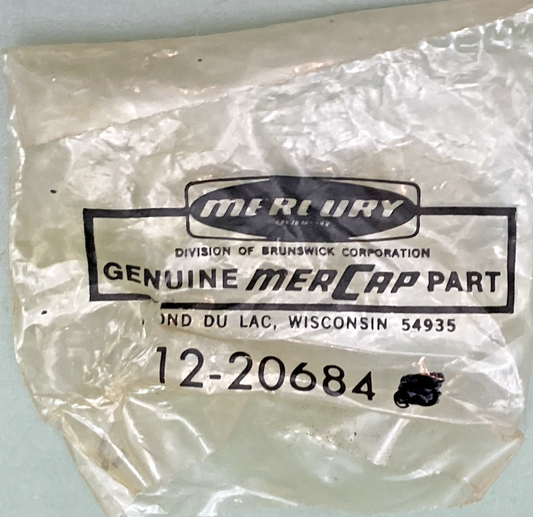 MERCURY
DIVISION OF BRUNSWICK CORPORATION
GENUINE MERCAP PART
OND DU LAC, WISCONSIN 54935
12-20684